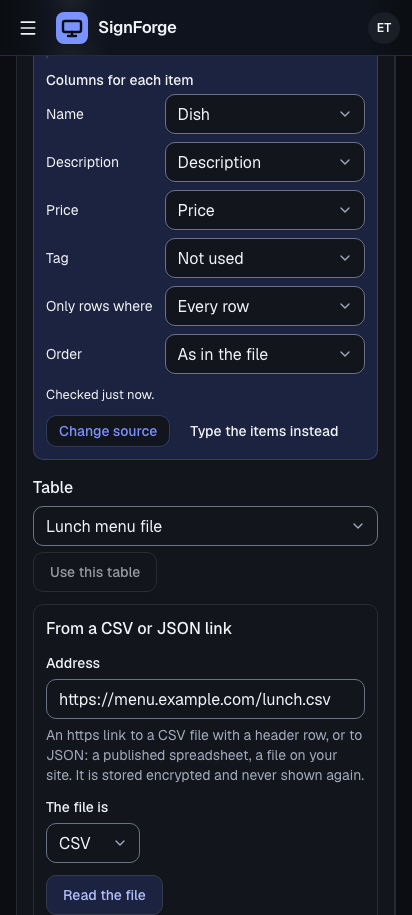 SignForge
ET
Columns for each item
Name
Dish
Description
Description
Price
Price
Tag
Not used
Only rows where
Every row
Order
As in the file
Checked just now.
Change source
Type the items instead
Table
Lunch menu file
Use this table
From a CSV or JSON link
Address
https://menu.example.com/lunch.csv
An https link to a CSV file with a header row, or to
JSON: a published spreadsheet, a file on your
site. It is stored encrypted and never shown again.
The file is
CSV
Read the file